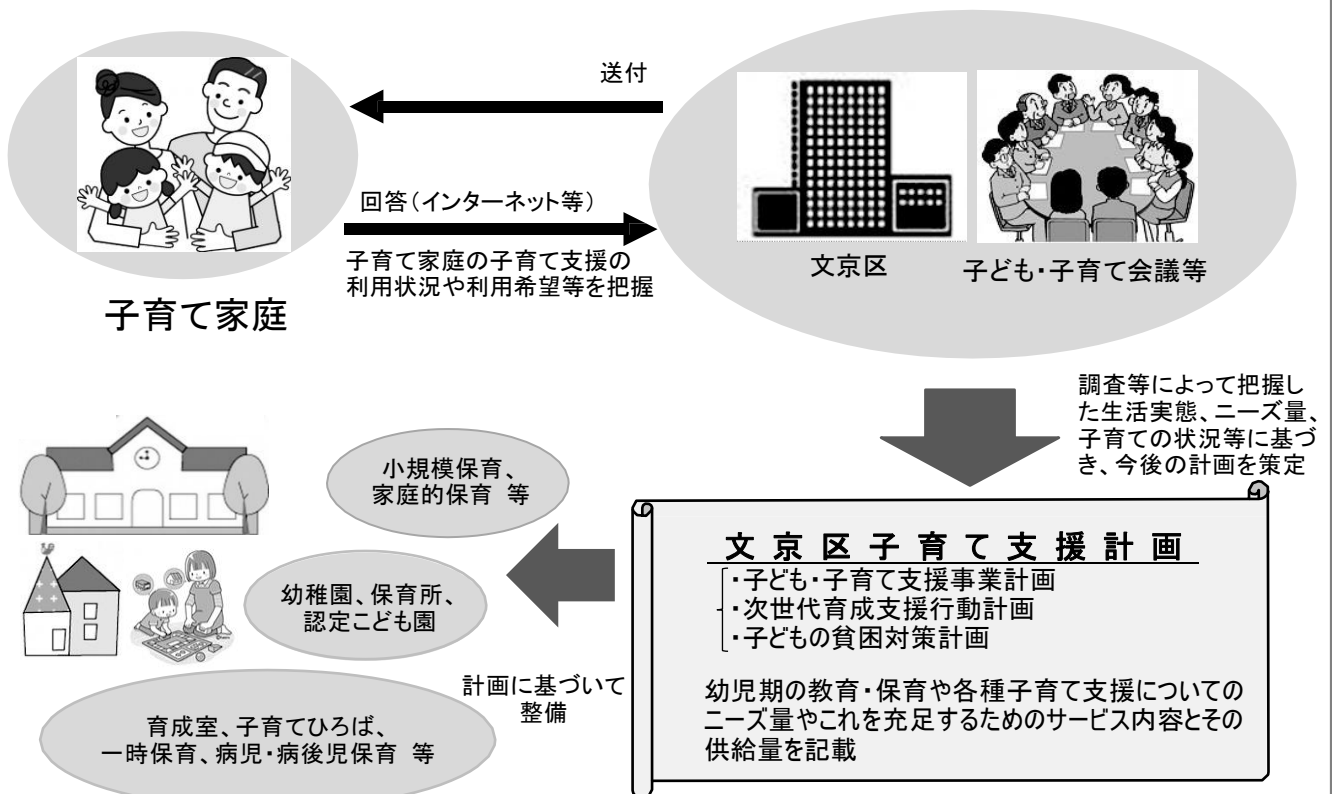 送付
回答（インターネット等）
子育て家庭の子育て支援の
利用状況や利用希望等を把握
子育て家庭
文京区
子ども・子育て会議等
調査等によって把握し
た生活実態、ニーズ量、
子育ての状況等に基づ
き、今後の計画を策定
文京区子育て支援計画
・子ども・子育て支援事業計画
・次世代育成支援行動計画
・子どもの貧困対策計画
幼児期の教育・保育や各種子育て支援についての
ニーズ量やこれを充足するためのサービス内容とその
供給量を記載
計画に基づいて
整備
小規模保育、
家庭的保育 等
幼稚園、保育所、
認定こども園
育成室、子育てひろば、
一時保育、病児・病後児保育 等